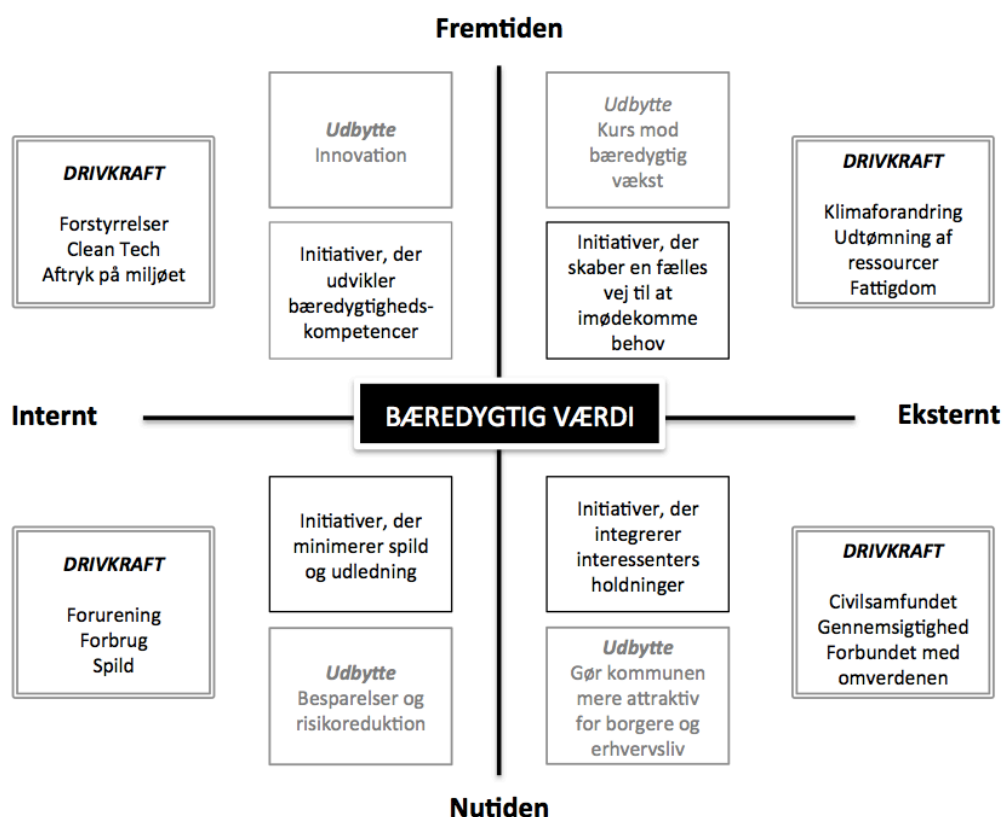 Fremtiden
DRIVKRAFT
Forstyrrelser
Clean Tech
Aftryk på miljøet
Udbytte
Innovation
Initiativer, der
udvikler
bæredygtigheds-
kompetencer
Udbytte
Kurs mod
bæredygtig
vækst
Initiativer, der
skaber en fælles
vej til at
imødekomme
behov
DRIVKRAFT
Klimaforandring
Udtømning af
ressourcer
Fattigdom
Internt
BÆREDYGTIG VÆRDI
Eksternt
DRIVKRAFT
Forurening
Forbrug
Spild
Initiativer, der
minimerer spild
og udledning
Udbytte
Besparelser og
risikoreduktion
Initiativer, der
integrerer
interessenters
holdninger
Udbytte
Gør kommunen
mere attraktiv
for borgere og
erhvervsliv
DRIVKRAFT
Civilsamfundet
Gennemsigtighed
Forbundet med
omverdenen
Nutiden